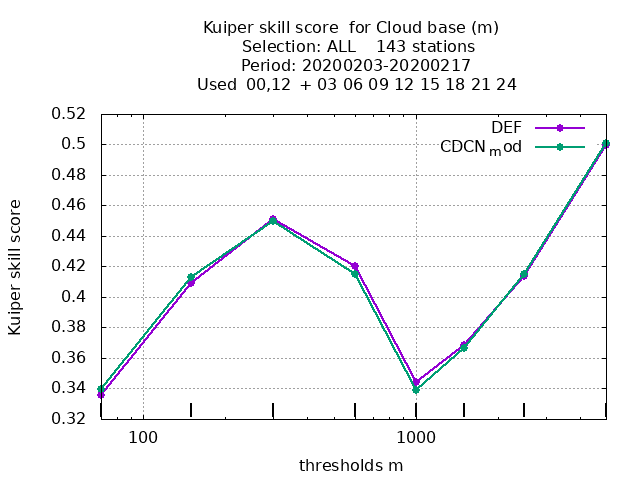 Kuiper skill score  for Cloud base (m)
Selection: ALL    143 stations
Period: 20200203-20200217
Used  00,12  + 03 06 09 12 15 18 21 24
DEF
CDCNmod
Kuiper skill score
0.52
0.5
0.48
0.46
0.44
0.42
0.4
0.38
0.36
0.34
0.32
100 1000
thresholds m